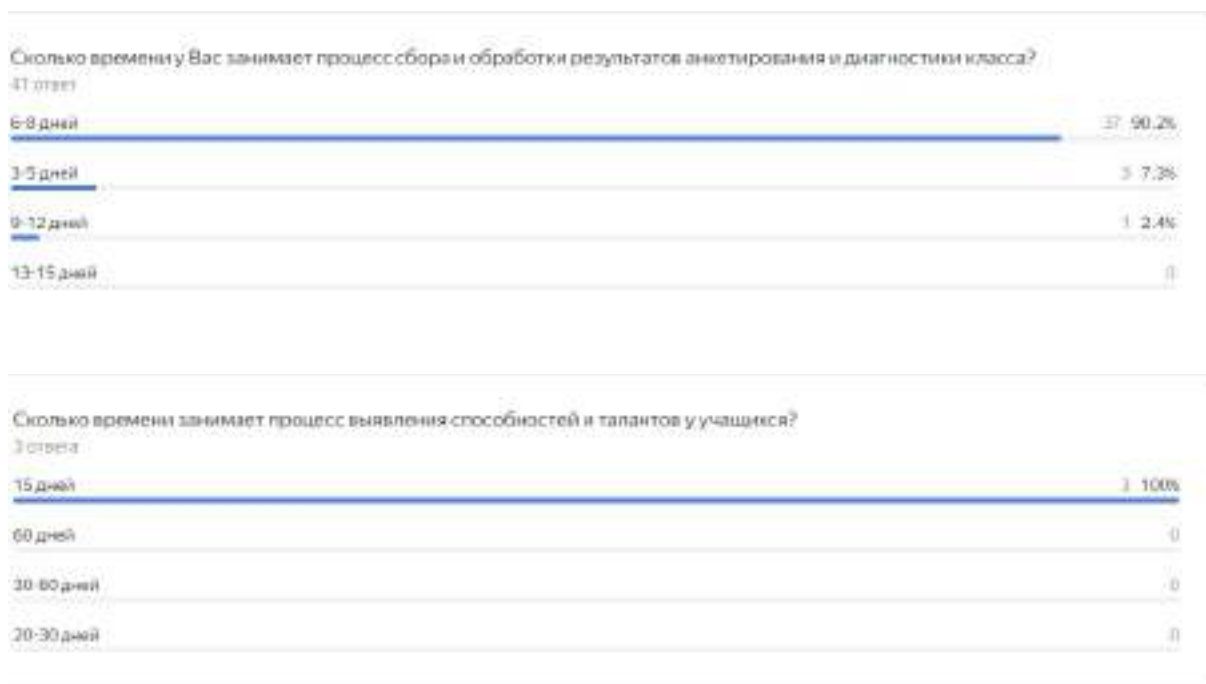 Сколько времени у Вас занимает процесс сбора и обработки результатов анкетирования и диагностики класса?
41 ответ
6-8 дней 37 90.2%
3-5 дней 3 7.3%
9-12 дней 1 2.4%
13-15 дней 0
Сколько времени занимает процесс выявления способностей и талантов у учащихся?
3 ответа
15 дней 3 100%
60 дней 0
30-60 дней 0
20-30 дней 0